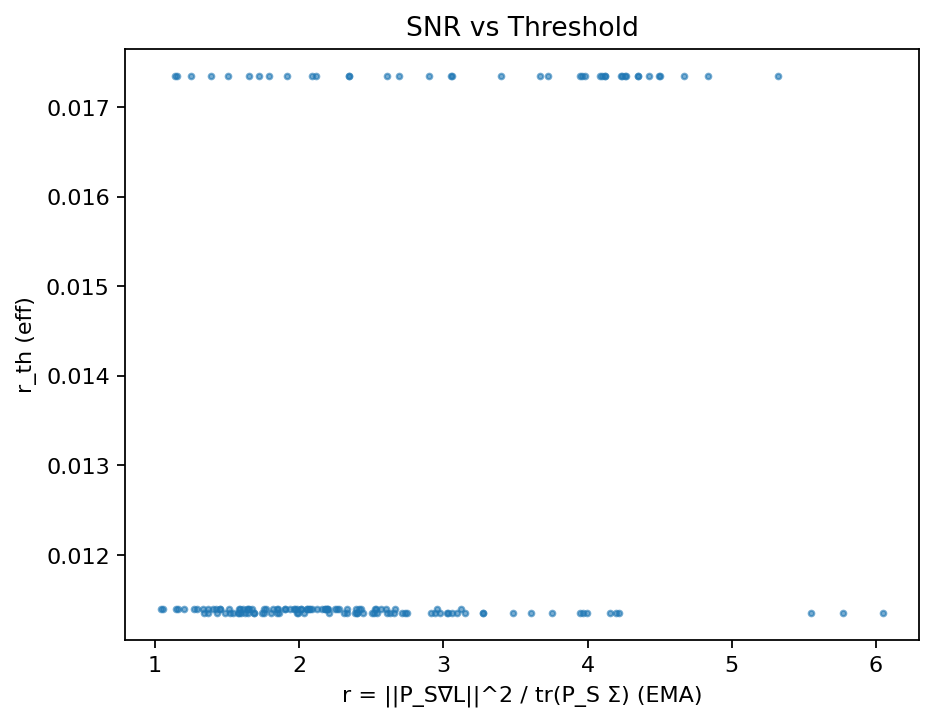 SNR vs Threshold
0.017
0.016
0.015
0.014
0.013
0.012
r_th (eff)
1 2 3 4 5 6
r = ||P_S∇L||^2 / tr(P_S Σ) (EMA)